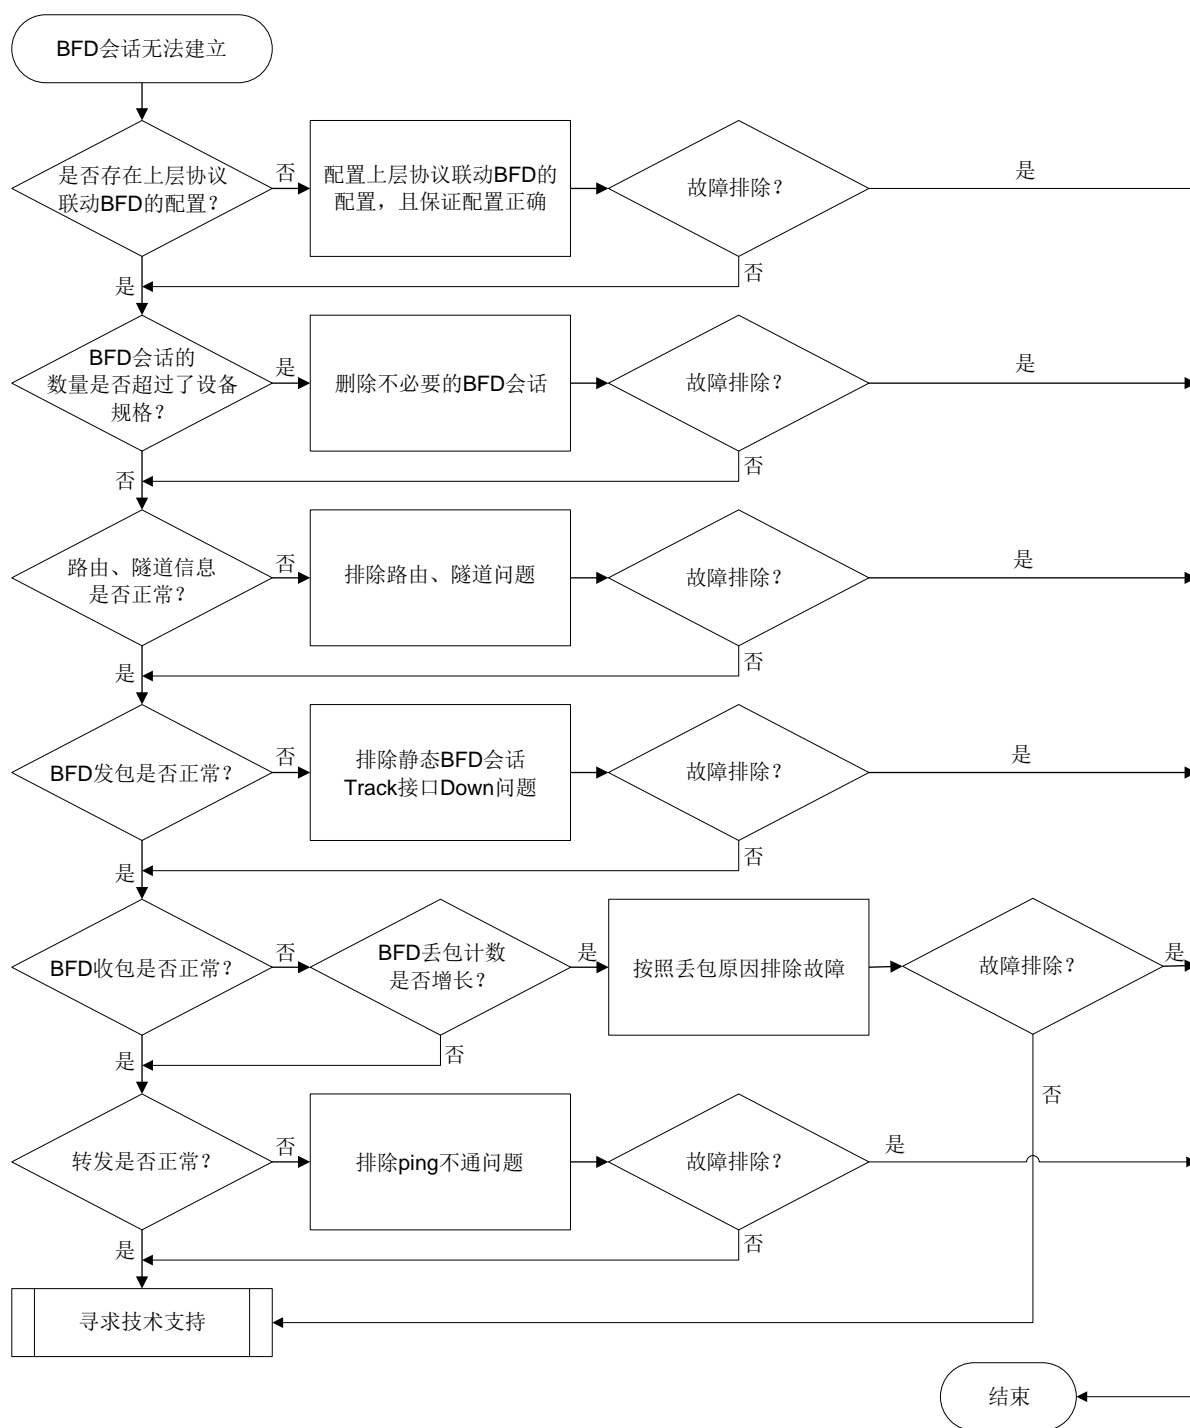 BFD会话无法建立
是否存在上层协议
联动BFD的配置？
否
配置上层协议联动BFD的
配置，且保证配置正确
故障排除？
是
否
是
BFD会话的
数量是否超过了设备
规格？
是
删除不必要的BFD会话
故障排除？
是
否
否
路由、隧道信息
是否正常？
否
排除路由、隧道问题
故障排除？
是
否
是
BFD发包是否正常？
否
排除静态BFD会话
Track接口Down问题
故障排除？
是
否
是
BFD收包是否正常？
否
BFD丢包计数
是否增长？
是
按照丢包原因排除故障
故障排除？
是
否
是
否
转发是否正常？
否
排除ping不通问题
故障排除？
是
否
是
寻求技术支持
结束